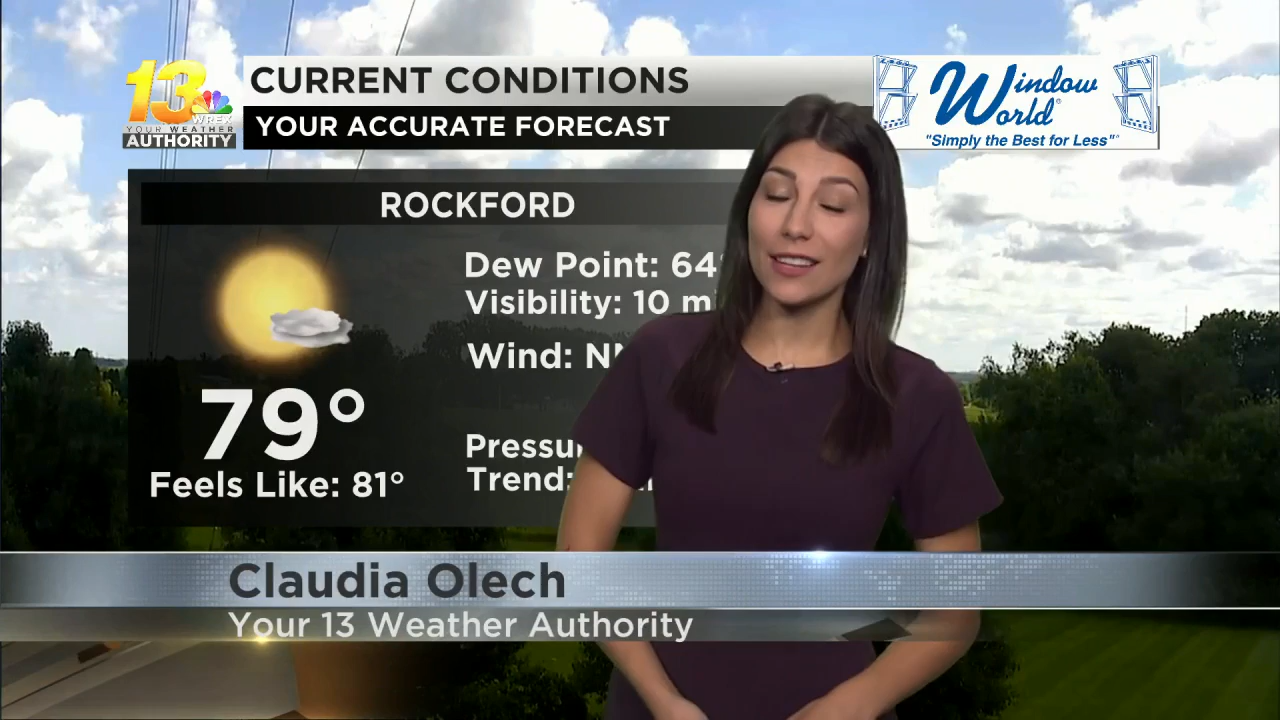 13
WREX
YOUR WEATHER
AUTHORITY
CURRENT CONDITIONS
YOUR ACCURATE FORECAST
Window
World®
"Simply the Best for Less"®
ROCKFORD
Dew Point: 64°
Visibility: 10
Wind:
79°
Feels Like: 81°
Trend:
Claudia Olech
Your 13 Weather Authority